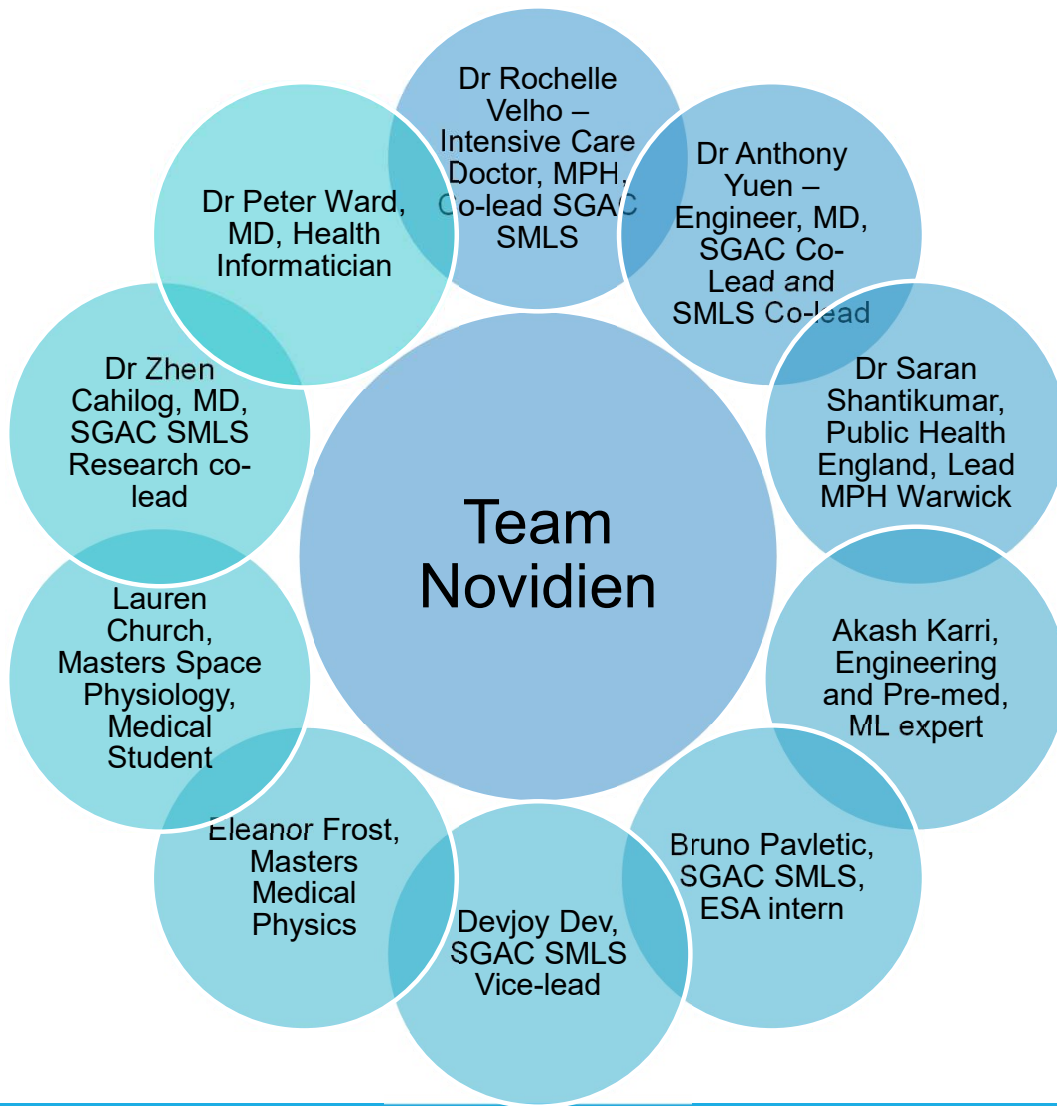 Dr Rochelle
Velho –
Intensive Care
Doctor, MPH,
Co-lead SGAC
SMLS
Dr Anthony
Yuen –
Engineer, MD,
SGAC Co-
Lead and
SMLS Co-lead
Dr Saran
Shantikumar,
Public Health
England, Lead
MPH Warwick
Akash Karri,
Engineering
and Pre-med,
ML expert
Bruno Pavletic,
SGAC SMLS,
ESA intern
Devjoy Dev,
SGAC SMLS
Vice-lead
Eleanor Frost,
Masters
Medical
Physics
Lauren
Church,
Masters Space
Physiology,
Medical
Student
Dr Zhen
Cahilog, MD,
SGAC SMLS
Research co-
lead
Dr Peter Ward,
MD, Health
Informatician
Team
Novidien